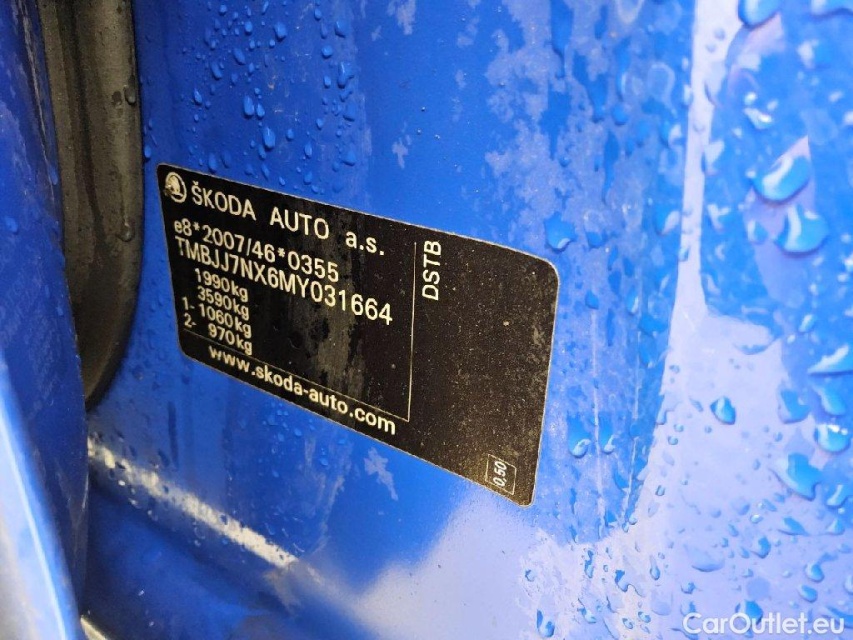 ŠKODA AUTO a.s.
e8*2007/46*0355
TMBJJ7NX6MY031664
1990kg
3590kg
1- 1060kg
2- 970kg
www.skoda-auto.com
DSTB
0,50
CarOutlet.eu